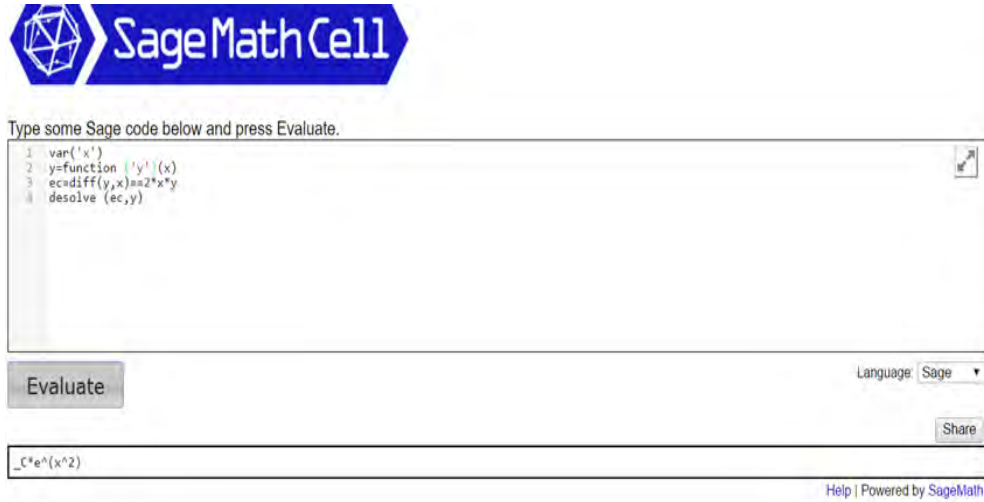 SageMathCell
Type some Sage code below and press Evaluate.
1 var('x')
2 y=function ('y')(x)
3 ec=diff(y,x)==2*x*y
4 desolve (ec,y)
Evaluate
Language: Sage
Share
_C*e^(x^2)
Help | Powered by SageMath